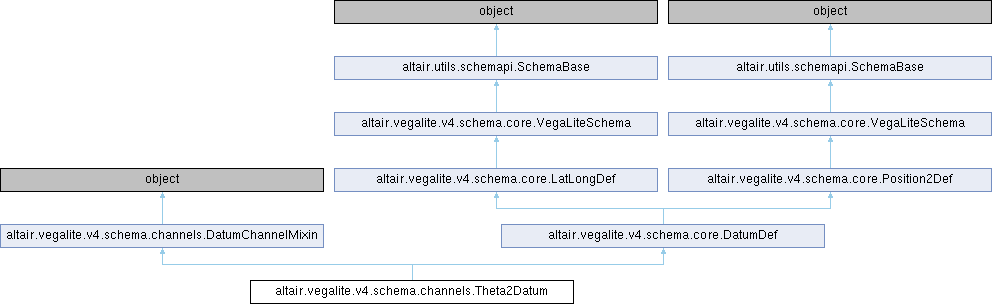 object
object
altair.utils.schemapi.SchemaBase
altair.utils.schemapi.SchemaBase
altair.vegalite.v4.schema.core.VegaLiteSchema
altair.vegalite.v4.schema.core.VegaLiteSchema
object
altair.vegalite.v4.schema.core.LatLongDef
altair.vegalite.v4.schema.core.Position2Def
altair.vegalite.v4.schema.channels.DatumChannelMixin
altair.vegalite.v4.schema.core.DatumDef
altair.vegalite.v4.schema.channels.Theta2Datum